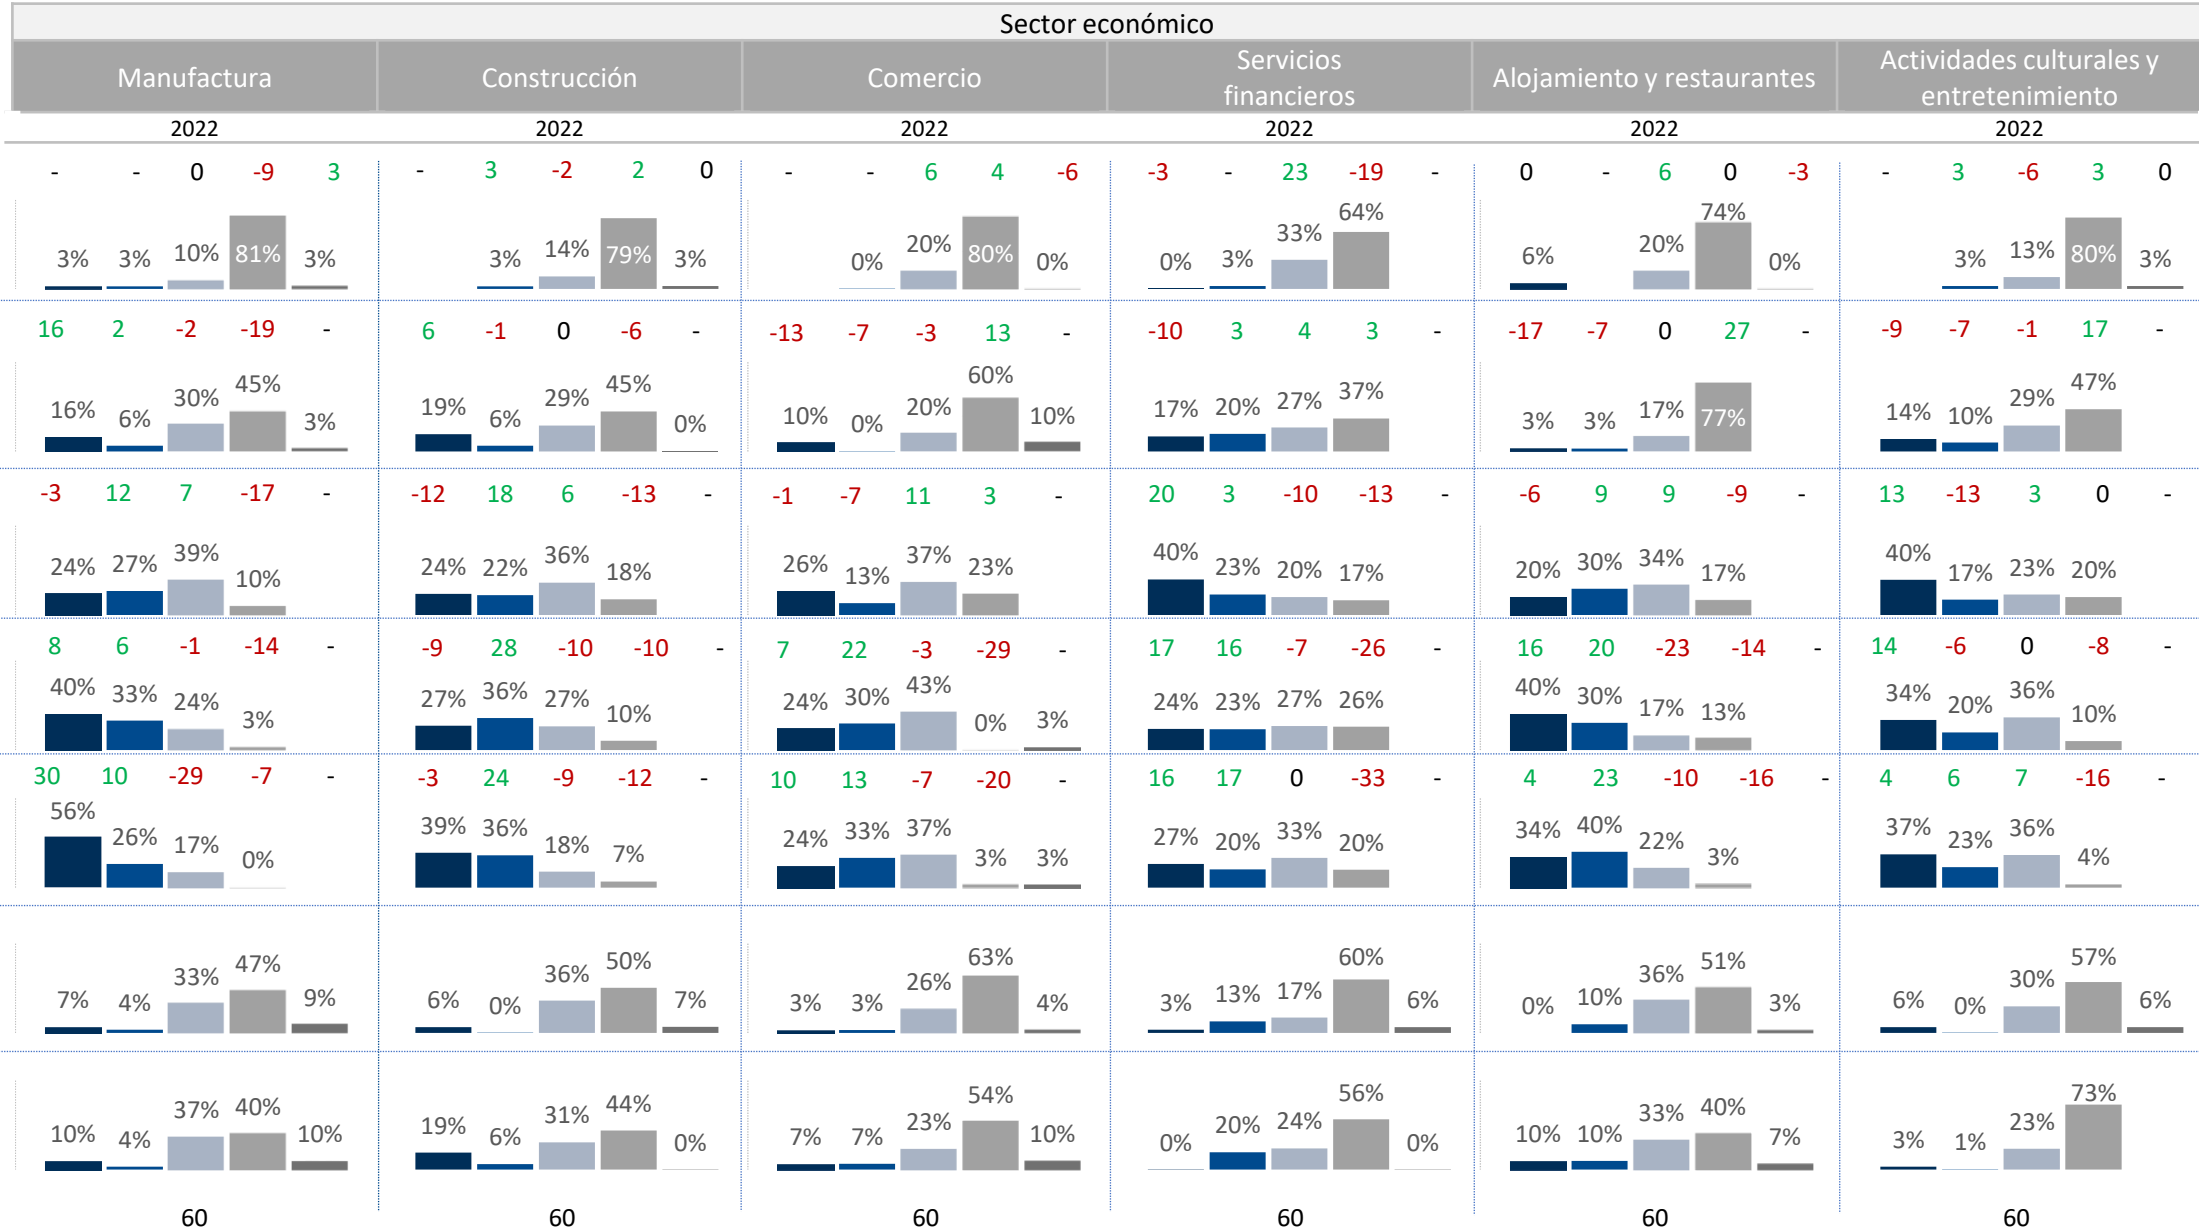 Sector económico
Manufactura Construcción Comercio Servicios financieros Alojamiento y restaurantes Actividades culturales y entretenimiento
2022 2022 2022 2022 2022 2022
- - 0 -9 3 - 3 -2 2 0 - - 6 4 -6 -3 - 23 -19 - 0 - 6 0 -3 - 3 -6 3 0
3% 3% 10% 81% 3% 3% 14% 79% 3% 0% 20% 80% 0% 0% 3% 33% 64% 6% 20% 74% 0% 3% 13% 80% 3%
16 2 -2 -19 - 6 -1 0 -6 - -13 -7 -3 13 - -10 3 4 3 - -17 -7 0 27 - -9 -7 -1 17 -
16% 6% 30% 45% 3% 19% 6% 29% 45% 0% 10% 0% 20% 60% 10% 17% 20% 27% 37% 3% 3% 17% 77% 14% 10% 29% 47%
-3 12 7 -17 - -12 18 6 -13 - -1 -7 11 3 - 20 3 -10 -13 - -6 9 9 -9 - 13 -13 3 0 -
24% 27% 39% 10% 24% 22% 36% 18% 26% 13% 37% 23% 40% 23% 20% 17% 20% 30% 34% 17% 40% 17% 23% 20%
8 6 -1 -14 - -9 28 -10 -10 - 7 22 -3 -29 - 17 16 -7 -26 - 16 20 -23 -14 - 14 -6 0 -8 -
40% 33% 24% 3% 27% 36% 27% 10% 24% 30% 43% 0% 3% 24% 23% 27% 26% 40% 30% 17% 13% 34% 20% 36% 10%
30 10 -29 -7 - -3 24 -9 -12 - 10 13 -7 -20 - 16 17 0 -33 - 4 23 -10 -16 - 4 6 7 -16 -
56% 26% 17% 0% 39% 36% 18% 7% 24% 33% 37% 3% 3% 27% 20% 33% 20% 34% 40% 22% 3% 37% 23% 36% 4%
7% 4% 33% 47% 9% 6% 0% 36% 50% 7% 3% 3% 26% 63% 4% 3% 13% 17% 60% 6% 0% 10% 36% 51% 3% 6% 0% 30% 57% 6%
10% 4% 37% 40% 10% 19% 6% 31% 44% 0% 7% 7% 23% 54% 10% 0% 20% 24% 56% 0% 10% 10% 33% 40% 7% 3% 1% 23% 73%
60 60 60 60 60 60